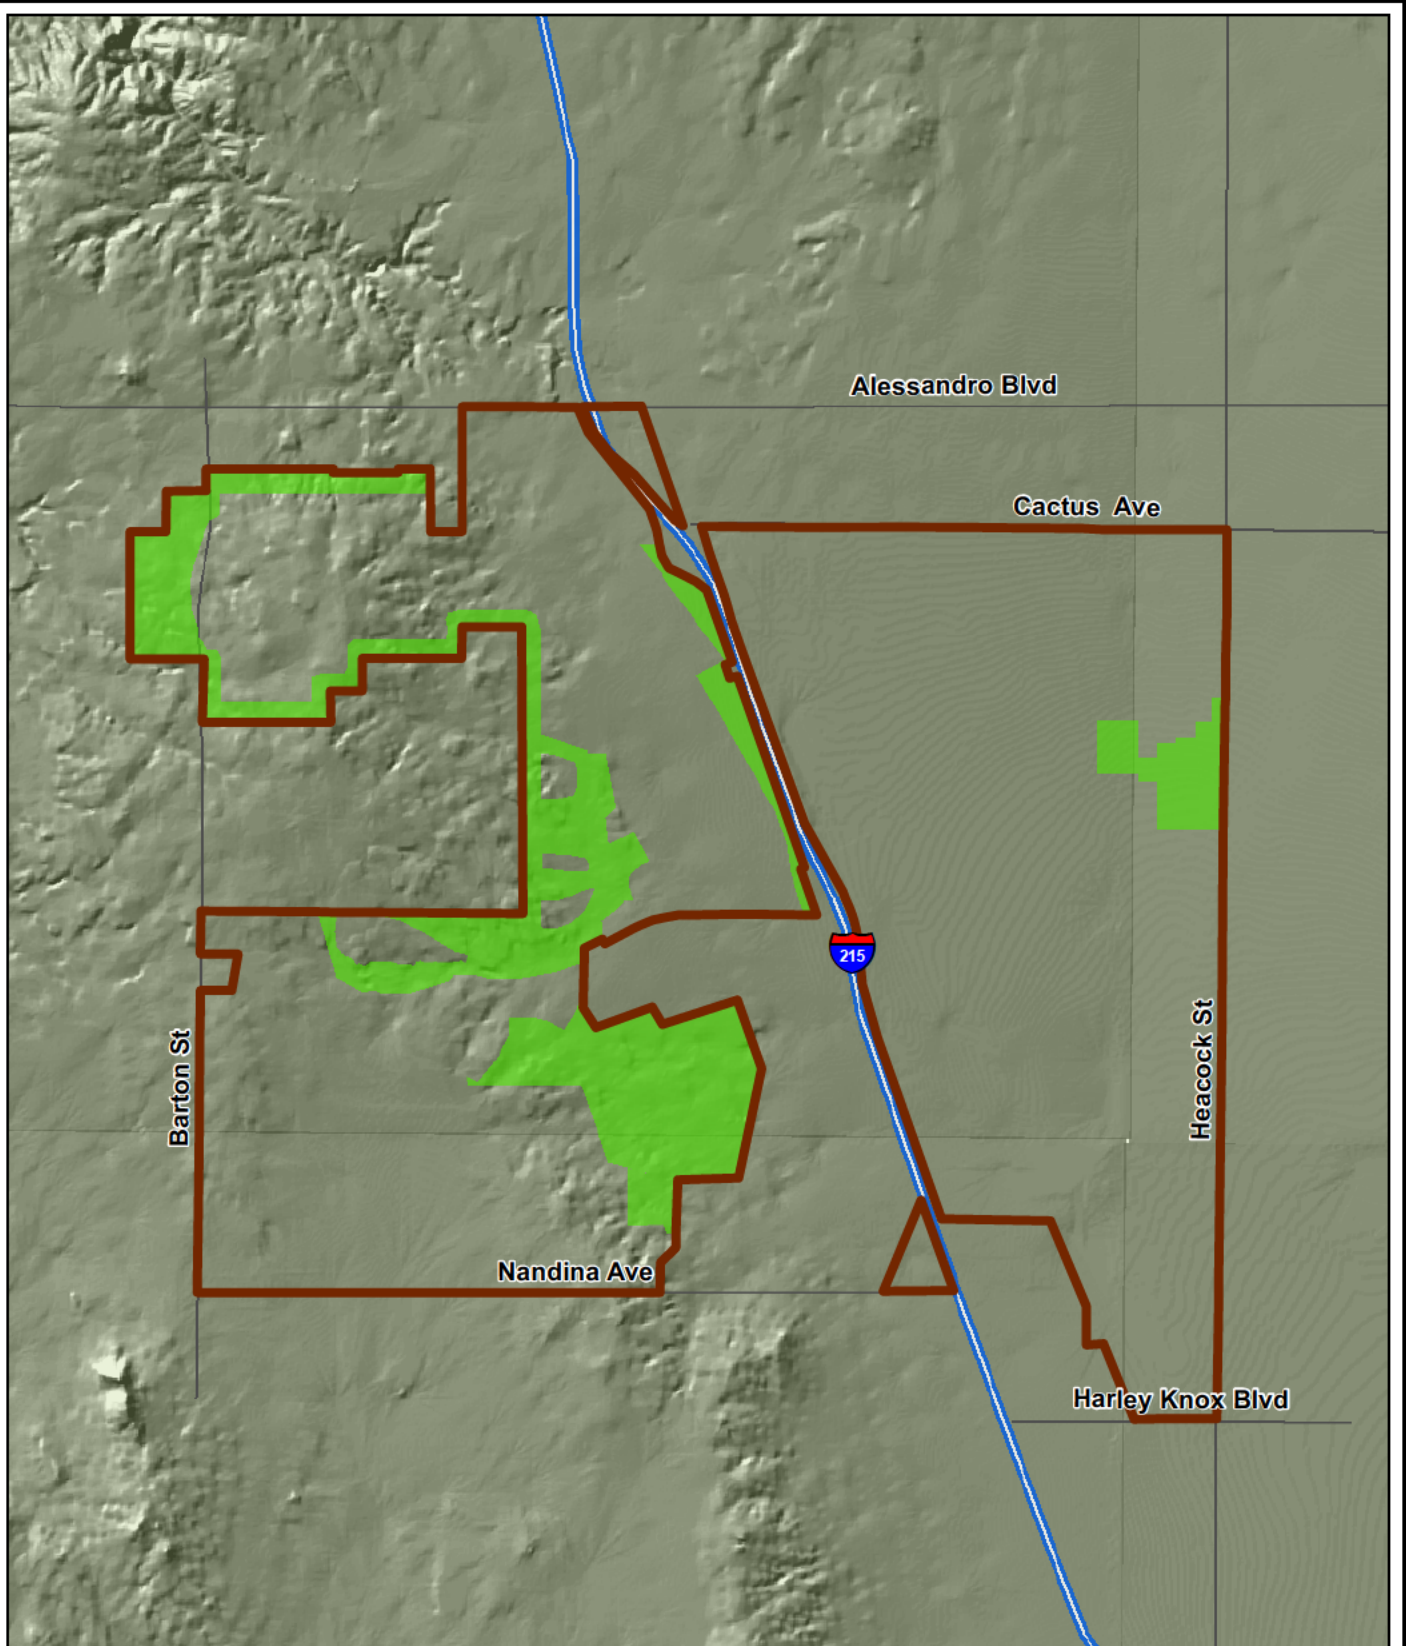 Alessandro Blvd
Cactus Ave
215
Heacock St
Barton St
Nandina Ave
Harley Knox Blvd